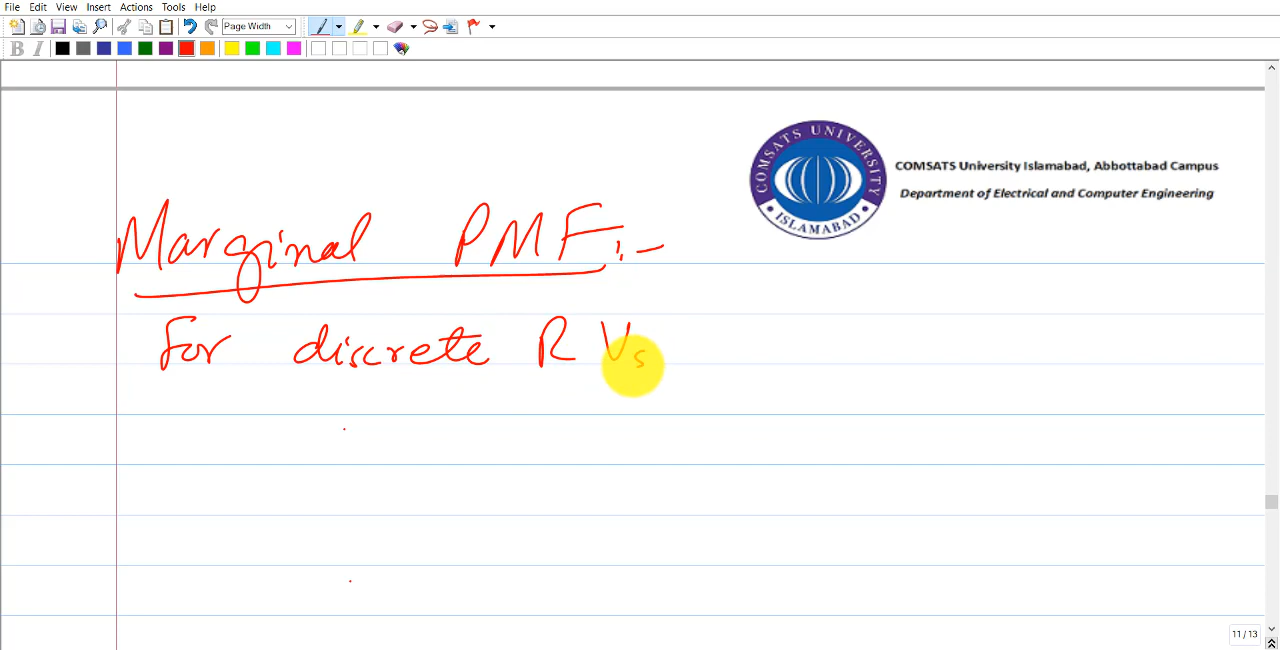 File Edit View Insert Actions Tools Help
Page Width
B I
COMSATS UNIVERSITY
ISLAMABAD
COMSATS University Islamabad, Abbottabad Campus
Department of Electrical and Computer Engineering
Marginal PMF:-
For discrete R Vs
11 / 13